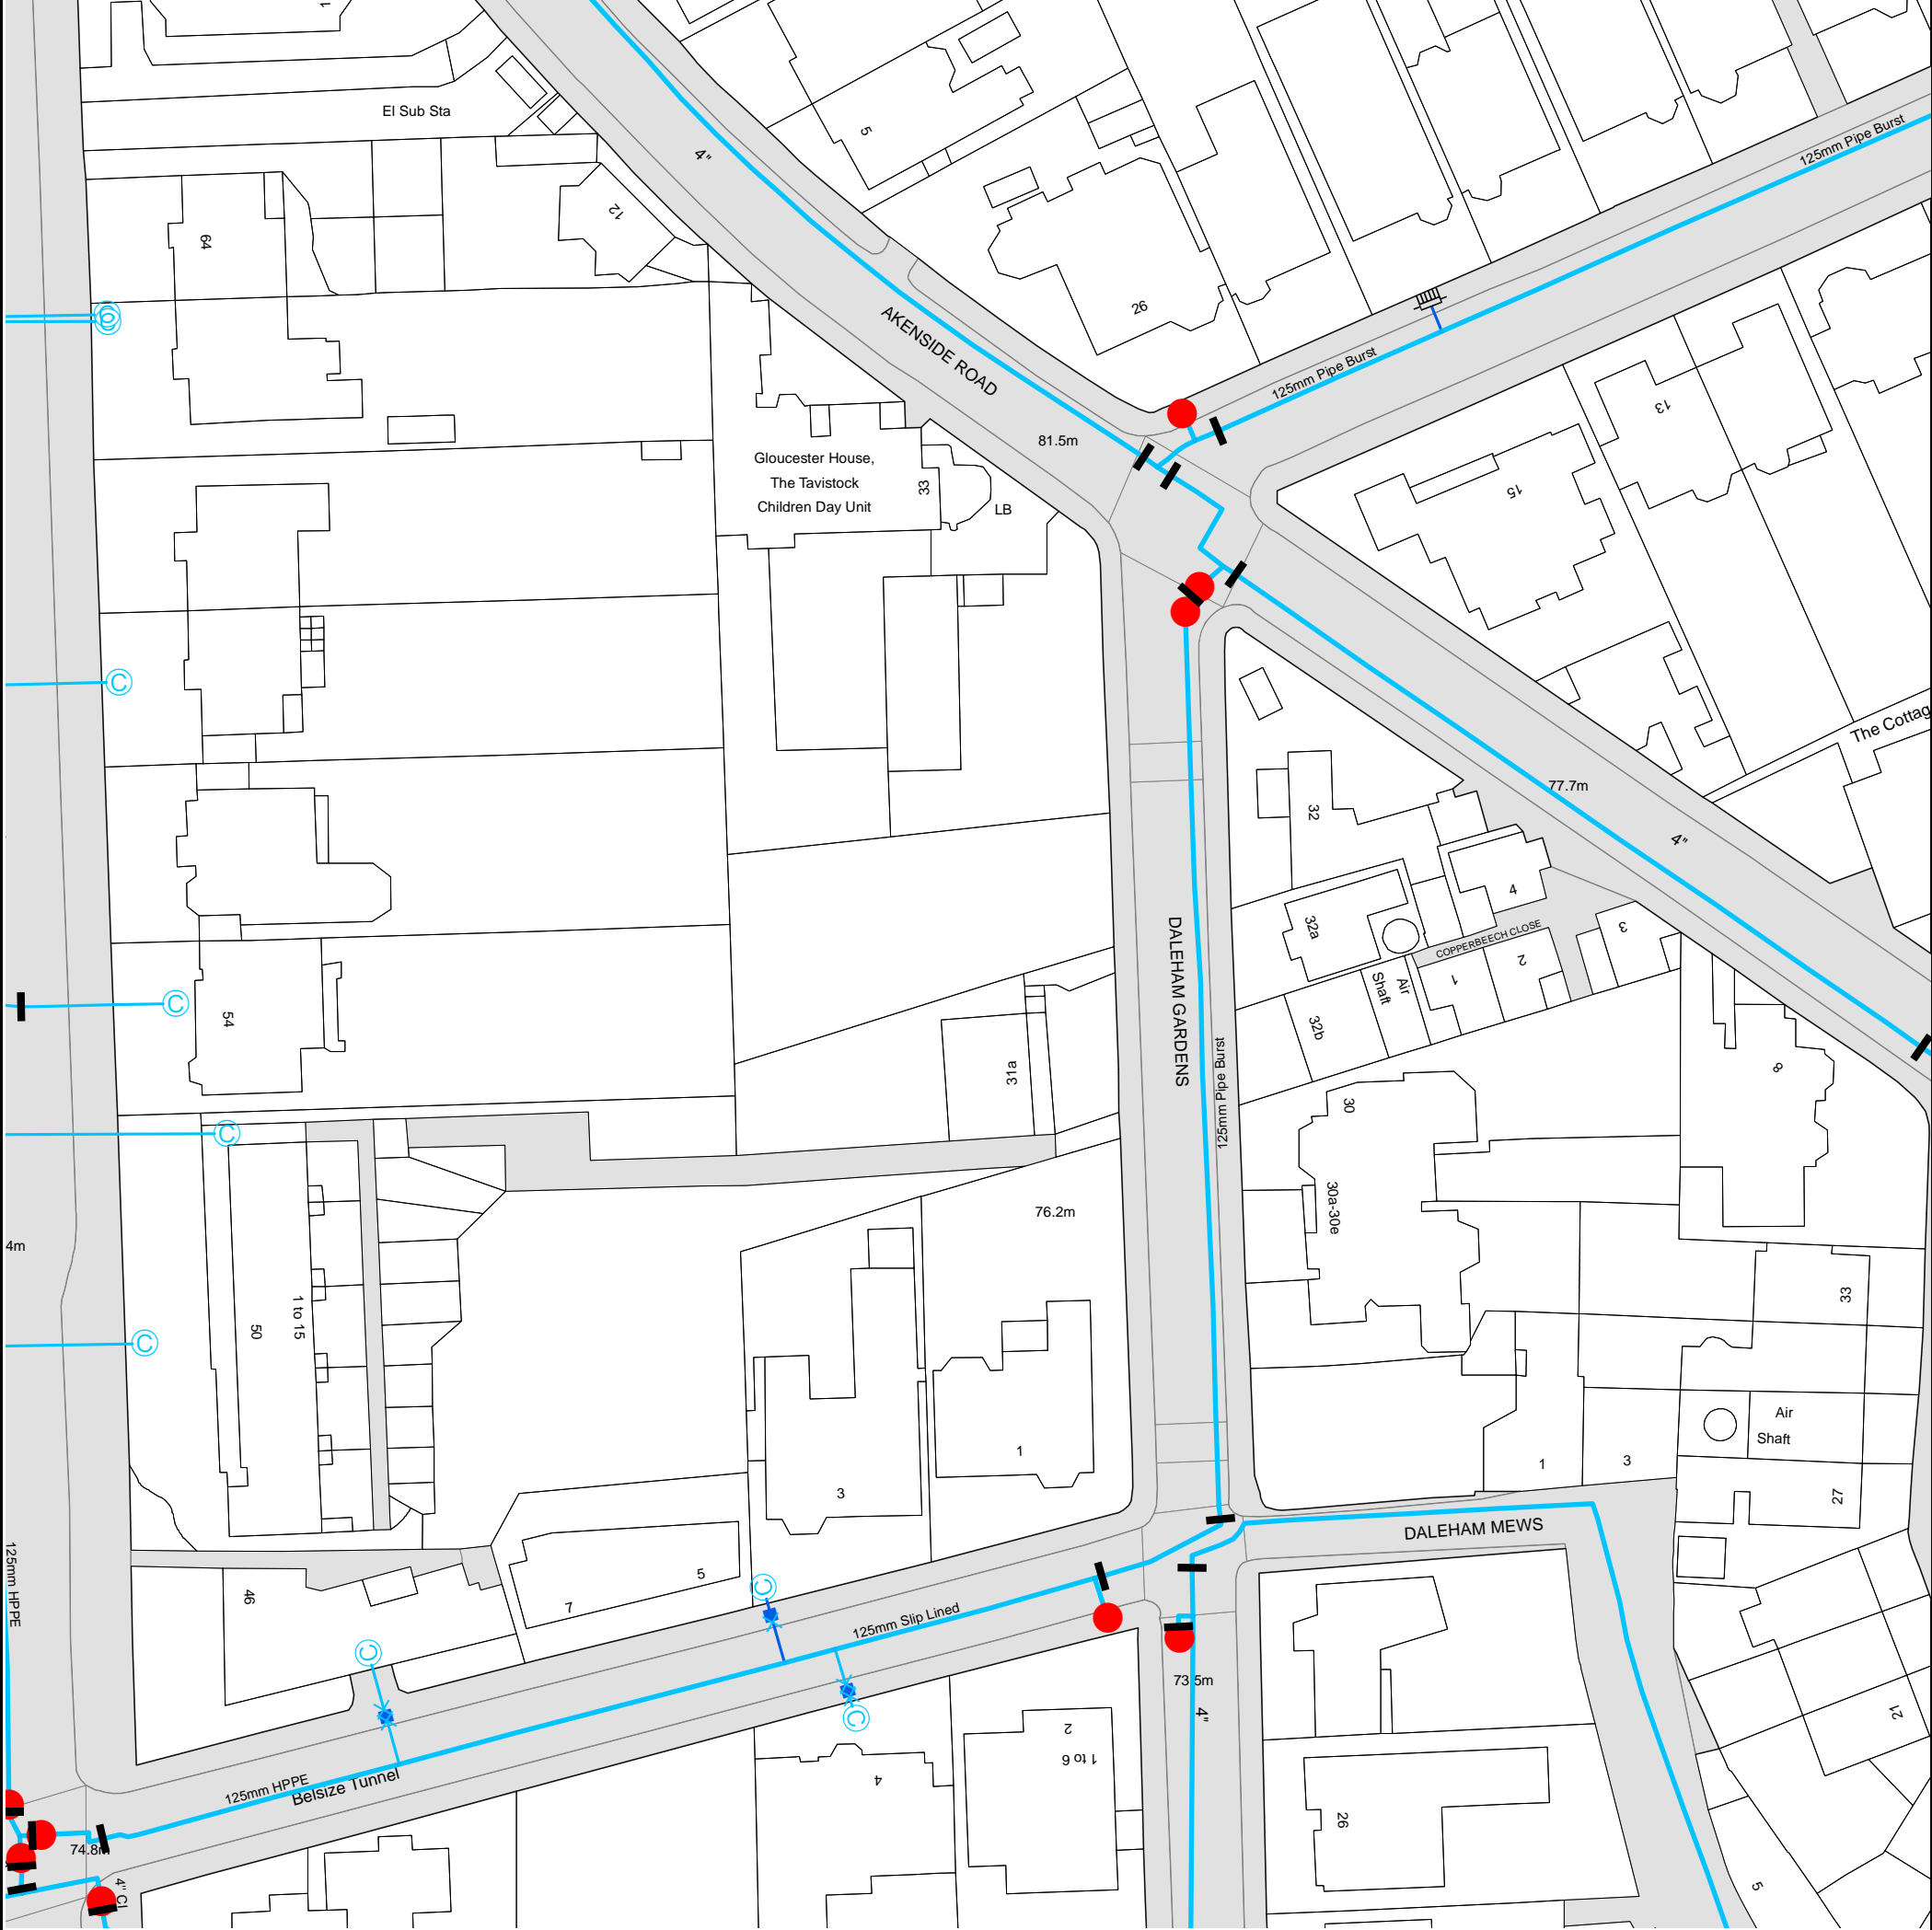 1
El Sub Sta
4"
5
12
64
125mm Pipe Burst
26
AKENSIDE ROAD
125mm Pipe Burst
13
81.5m
Gloucester House,
The Tavistock
Children Day Unit
33
LB
15
C
The Cottag
77.7m
32
4"
4
32a
COPPERBEECH CLOSE
3
2
1
Air
Shaft
DALEHAM GARDENS
C
54
32b
31a
125mm Pipe Burst
30
8
C
30a-30e
76.2m
4m
33
1 to 15
50
C
Air
Shaft
1
3
1
3
27
DALEHAM MEWS
125mm HPPE
5
7
46
C
125mm Slip Lined
C
73.5m
4"
C
21
2
1 to 6
4
125mm HPPE
Belsize Tunnel
26
74.8m
4" CI
5